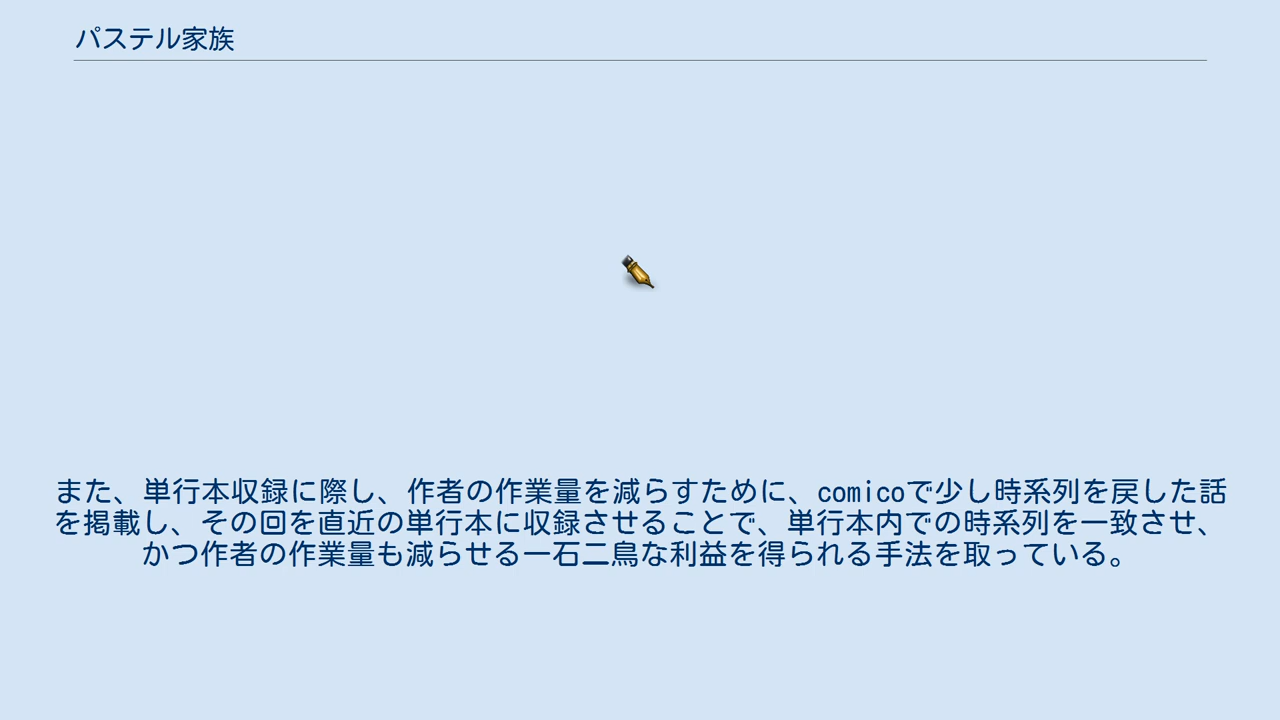 パステル家族
また、単行本収録に際し、作者の作業量を減らすために、comicoで少し時系列を戻した話
を掲載し、その回を直近の単行本に収録させることで、単行本内での時系列を一致させ、
かつ作者の作業量も減らせる一石二鳥な利益を得られる手法を取っている。